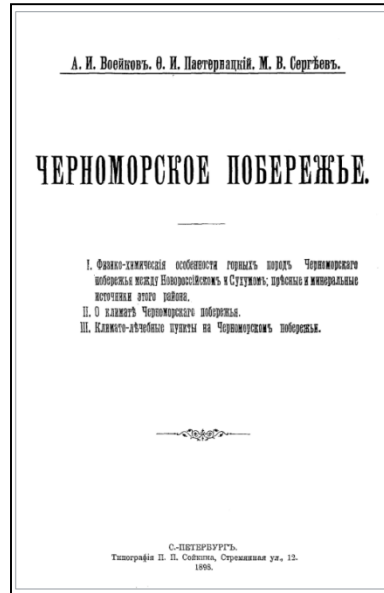 А. И. Воейковъ. Ѳ. И. Пастернацкій. М. В. Сергѣевъ.
ЧЕРНОМОРСКОЕ ПОБЕРЕЖЬЕ.
I. Физико-химическія особенности горныхъ породъ Черноморскаго
побережья между Новороссійскомъ и Сухумомъ; прѣсные и минеральные
источники этого района.
II. О климатѣ Черноморскаго побережья.
III. Климато-лѣчебные пункты на Черноморскомъ побережьи.
С.-ПЕТЕРБУРГЪ.
Типографія П. П. Сойкина, Стремянная ул., 12.
1898.